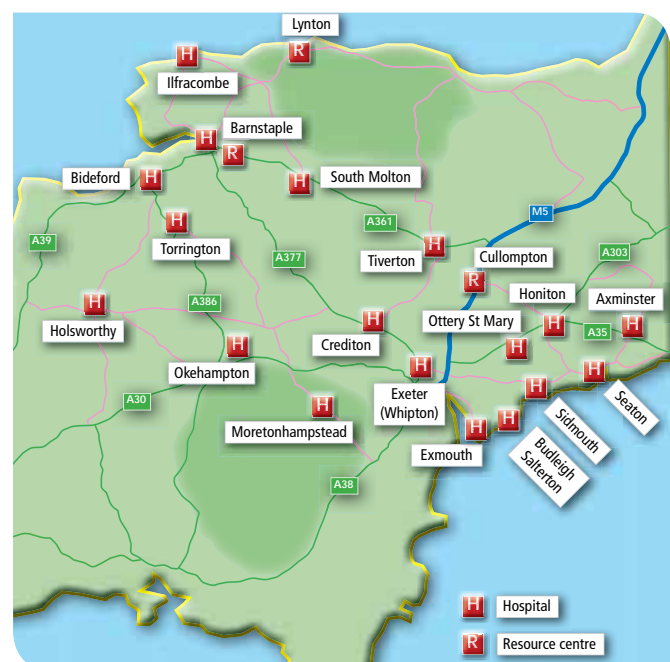 Lynton
R
H
Ilfracombe
Barnstaple
H
R
Bideford
H
H
South Molton
M5
H
A361
Torrington
A39
H
Tiverton
Cullompton
A303
A377
R
Honiton
Axminster
H
A386
Holsworthy
H
Crediton
Ottery St Mary
H
A35
H
H
Okehampton
H
H
Exeter
(Whipton)
H
Seaton
H
Sidmouth
A30
H
Moretonhampstead
H
Budleigh
Salterton
H
Exmouth
A38
H
Hospital
R
Resource centre